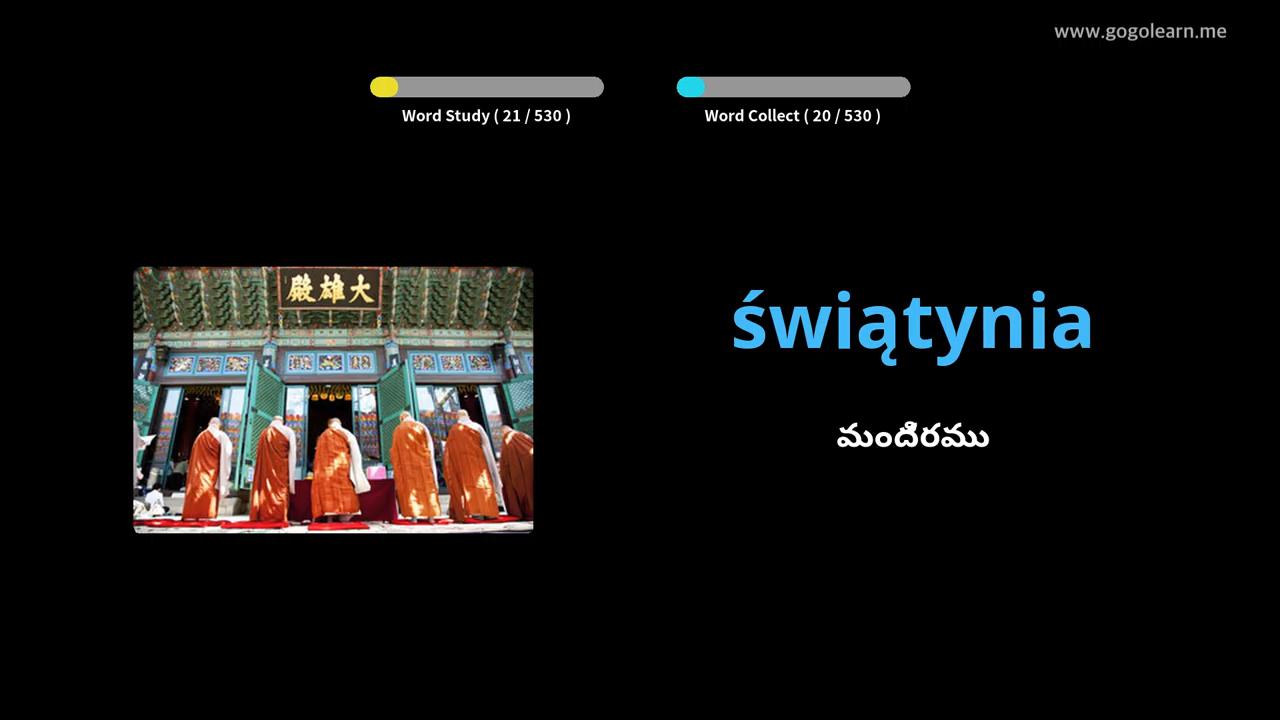 www.gogolearn.me
Word Study ( 21 / 530 )
Word Collect ( 20 / 530 )
殿雄大
świątynia
మందిరము